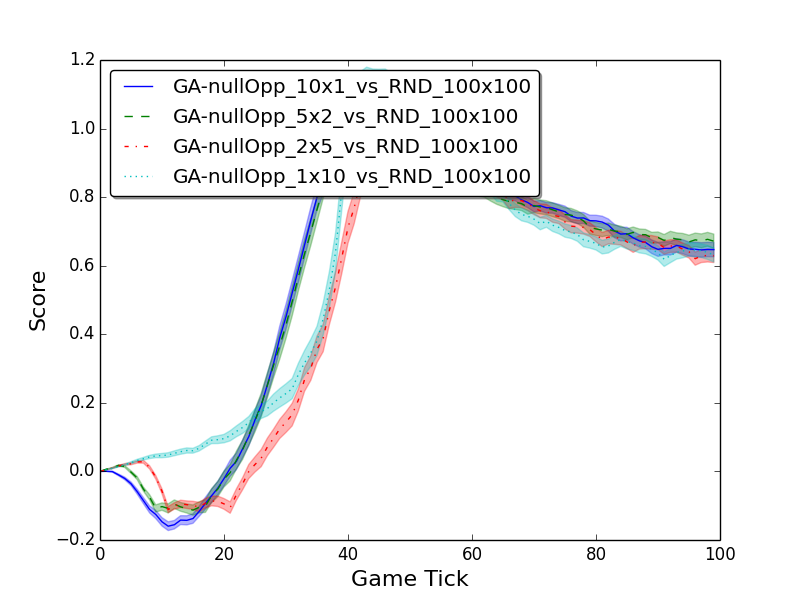 1.2
1.0
0.8
0.6
0.4
0.2
0.0
−0.2
Score
GA-nullOpp_10x1_vs_RND_100x100
GA-nullOpp_5x2_vs_RND_100x100
GA-nullOpp_2x5_vs_RND_100x100
GA-nullOpp_1x10_vs_RND_100x100
0 20 40 60 80 100
Game Tick